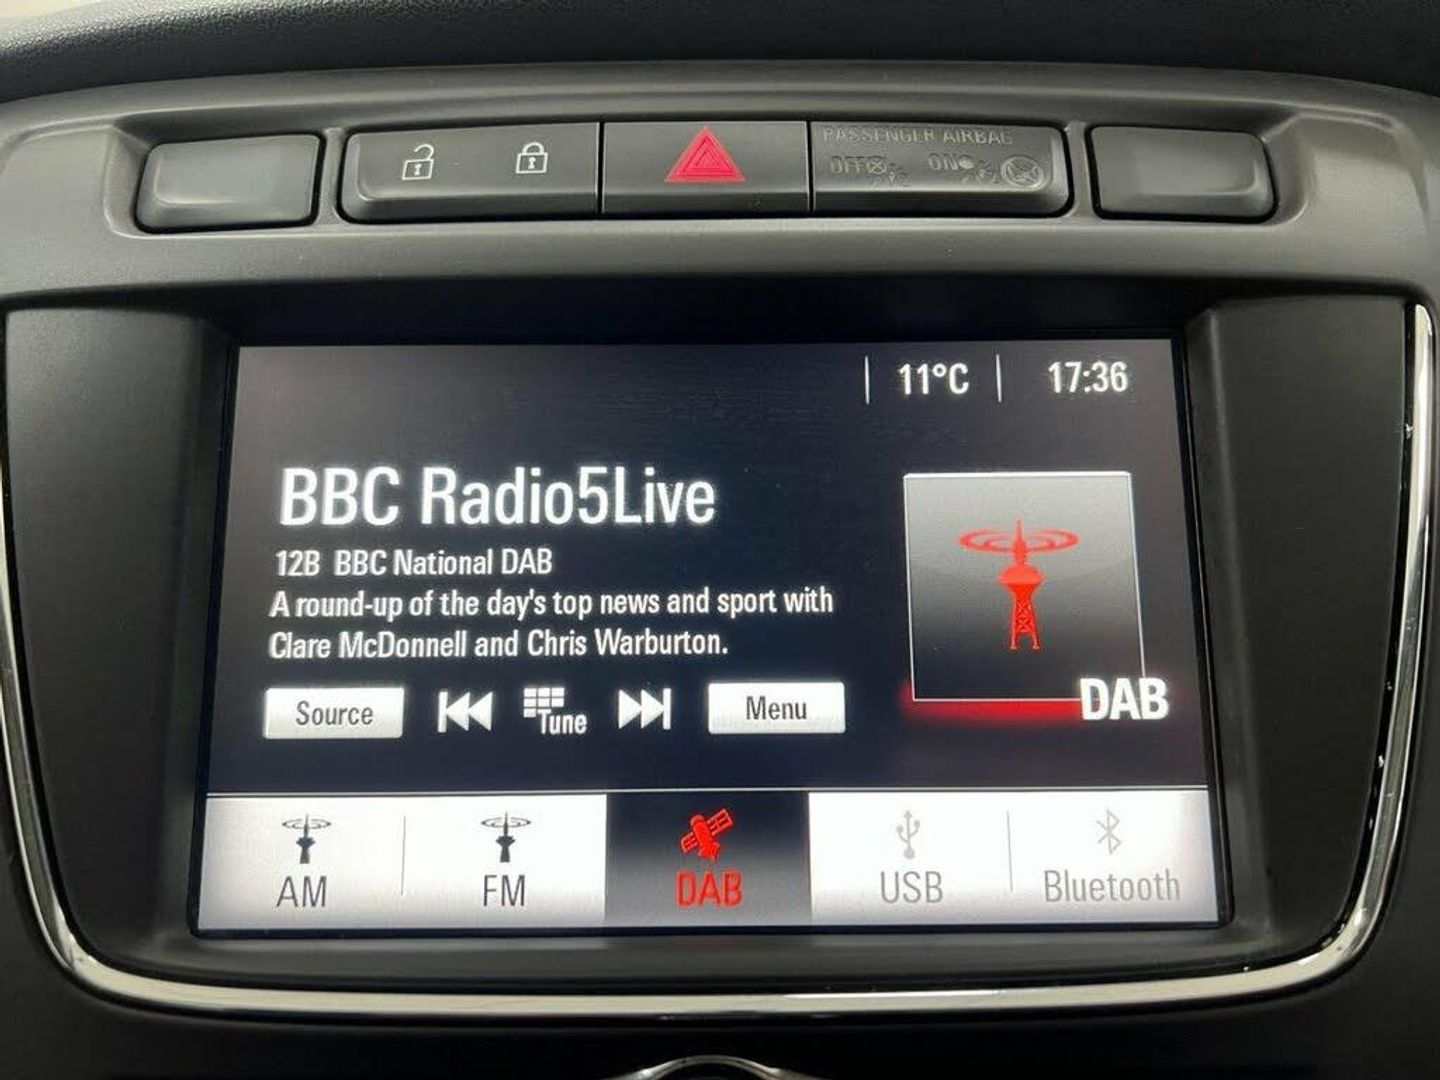 PASSENGER AIRBAG
OFF ON
11°C 17:36
BBC Radio5Live
12B BBC National DAB
A round-up of the day's top news and sport with
Clare McDonnell and Chris Warburton.
Source Tune Menu
DAB
AM FM DAB USB Bluetooth